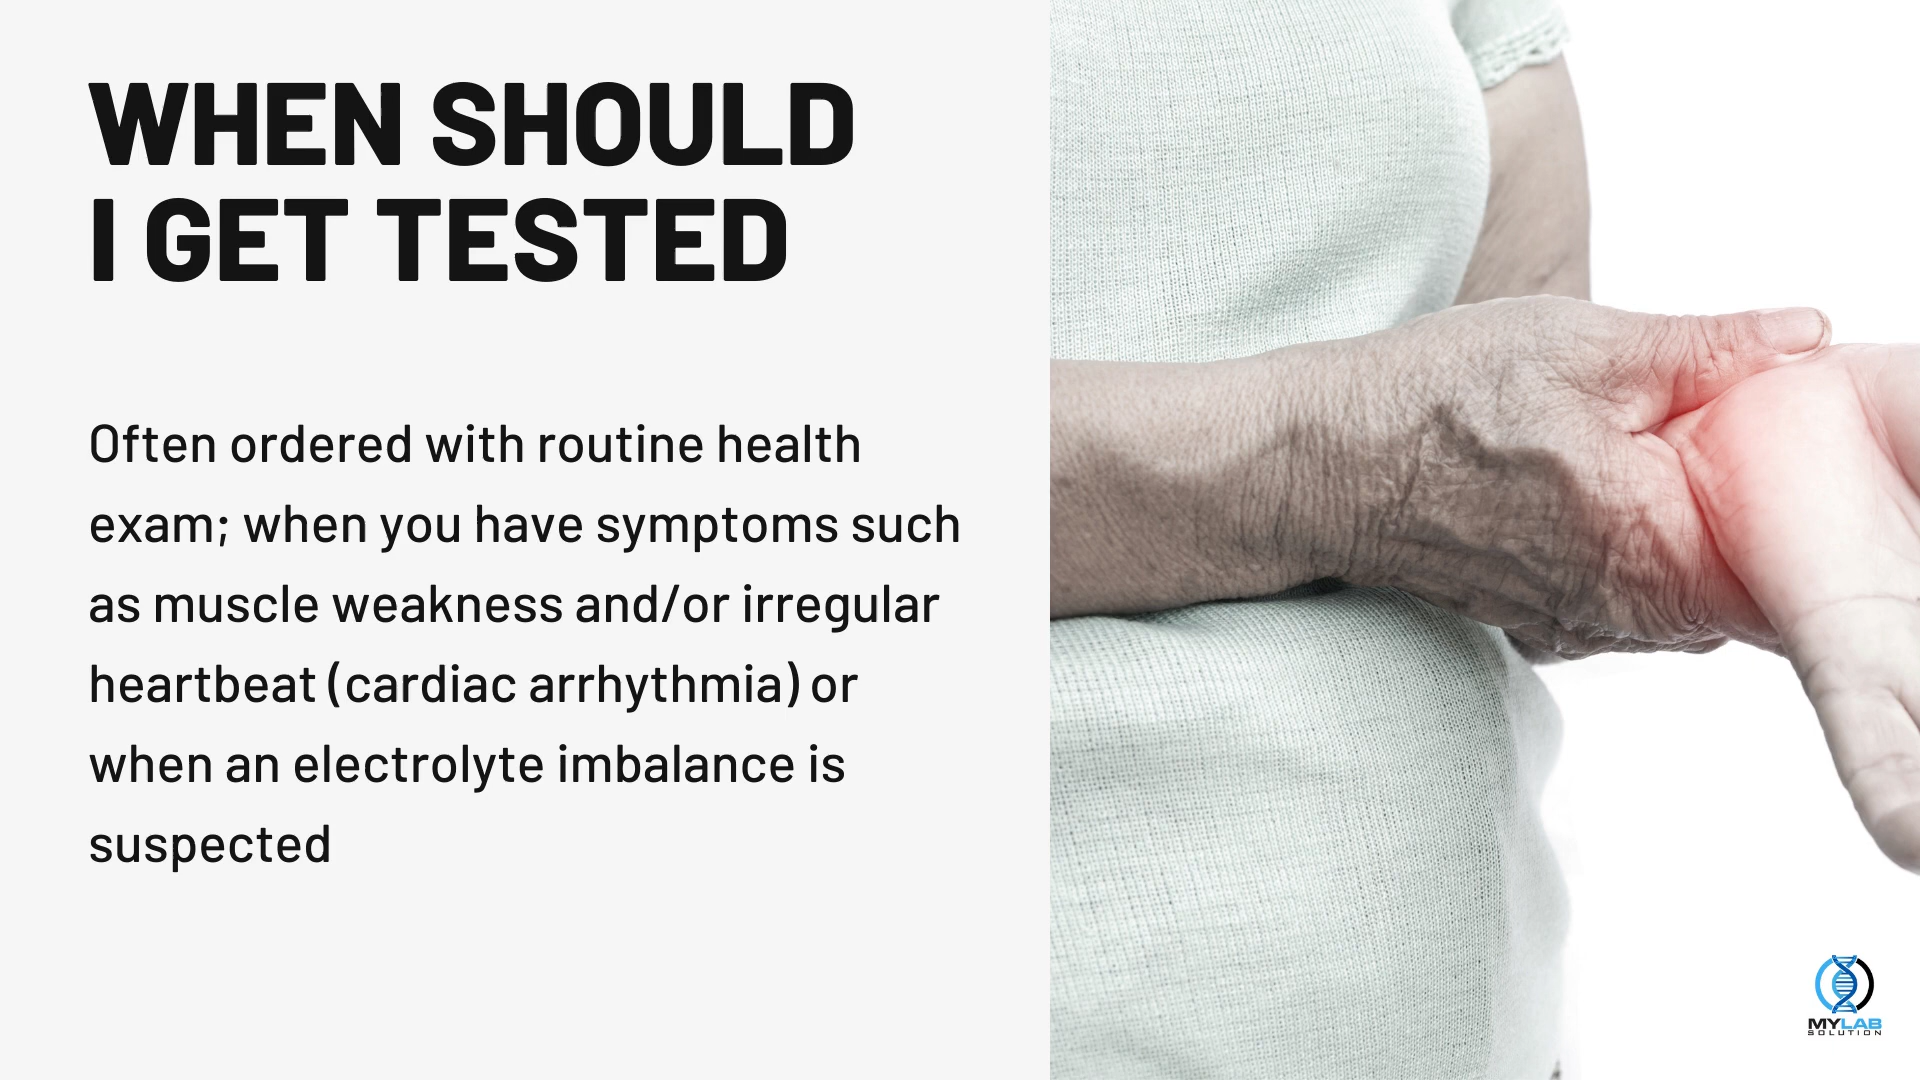 WHEN SHOULD
I GET TESTED
Often ordered with routine health
exam; when you have symptoms such
as muscle weakness and/or irregular
heartbeat (cardiac arrhythmia) or
when an electrolyte imbalance is
suspected
MYLAB
SOLUTION